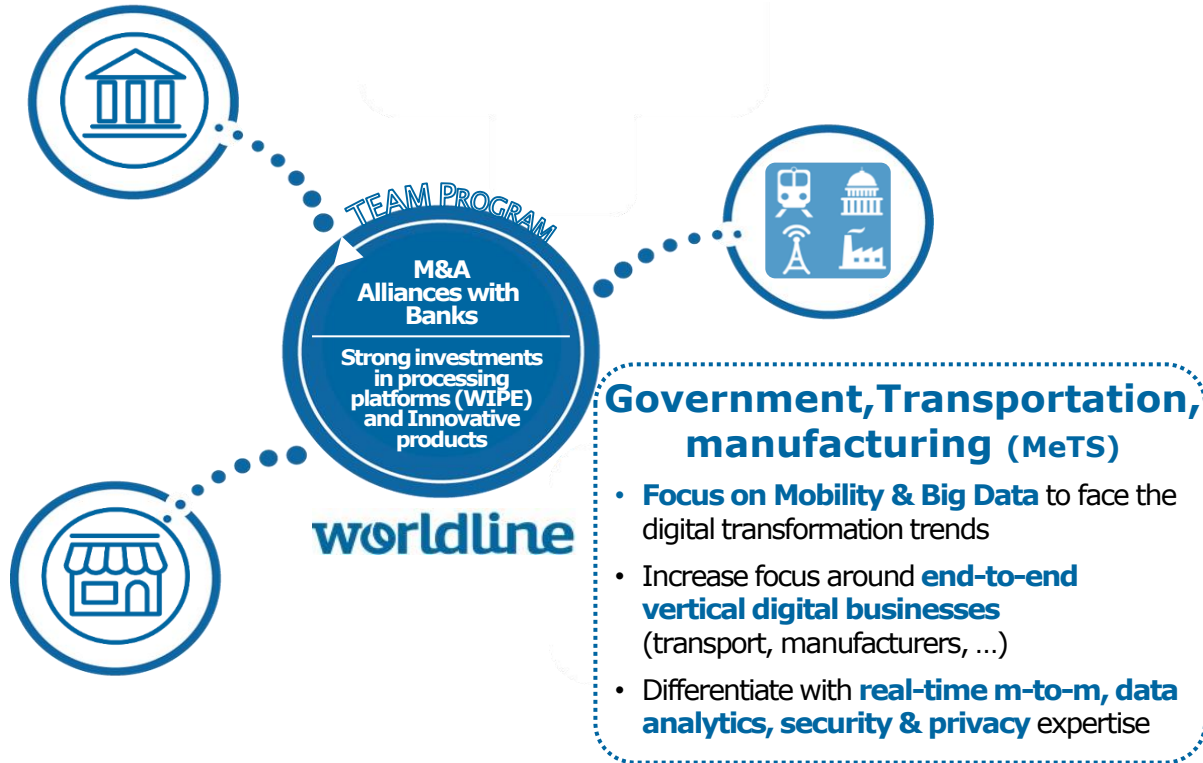 TEAM PROGRAM
M&A
Alliances with
Banks
Strong investments
in processing
platforms (WIPE)
and Innovative
products
worldline
Government,Transportation,
manufacturing (MeTS)
• Focus on Mobility & Big Data to face the
digital transformation trends
• Increase focus around end-to-end
vertical digital businesses
(transport, manufacturers, ...)
• Differentiate with real-time m-to-m, data
analytics, security & privacy expertise